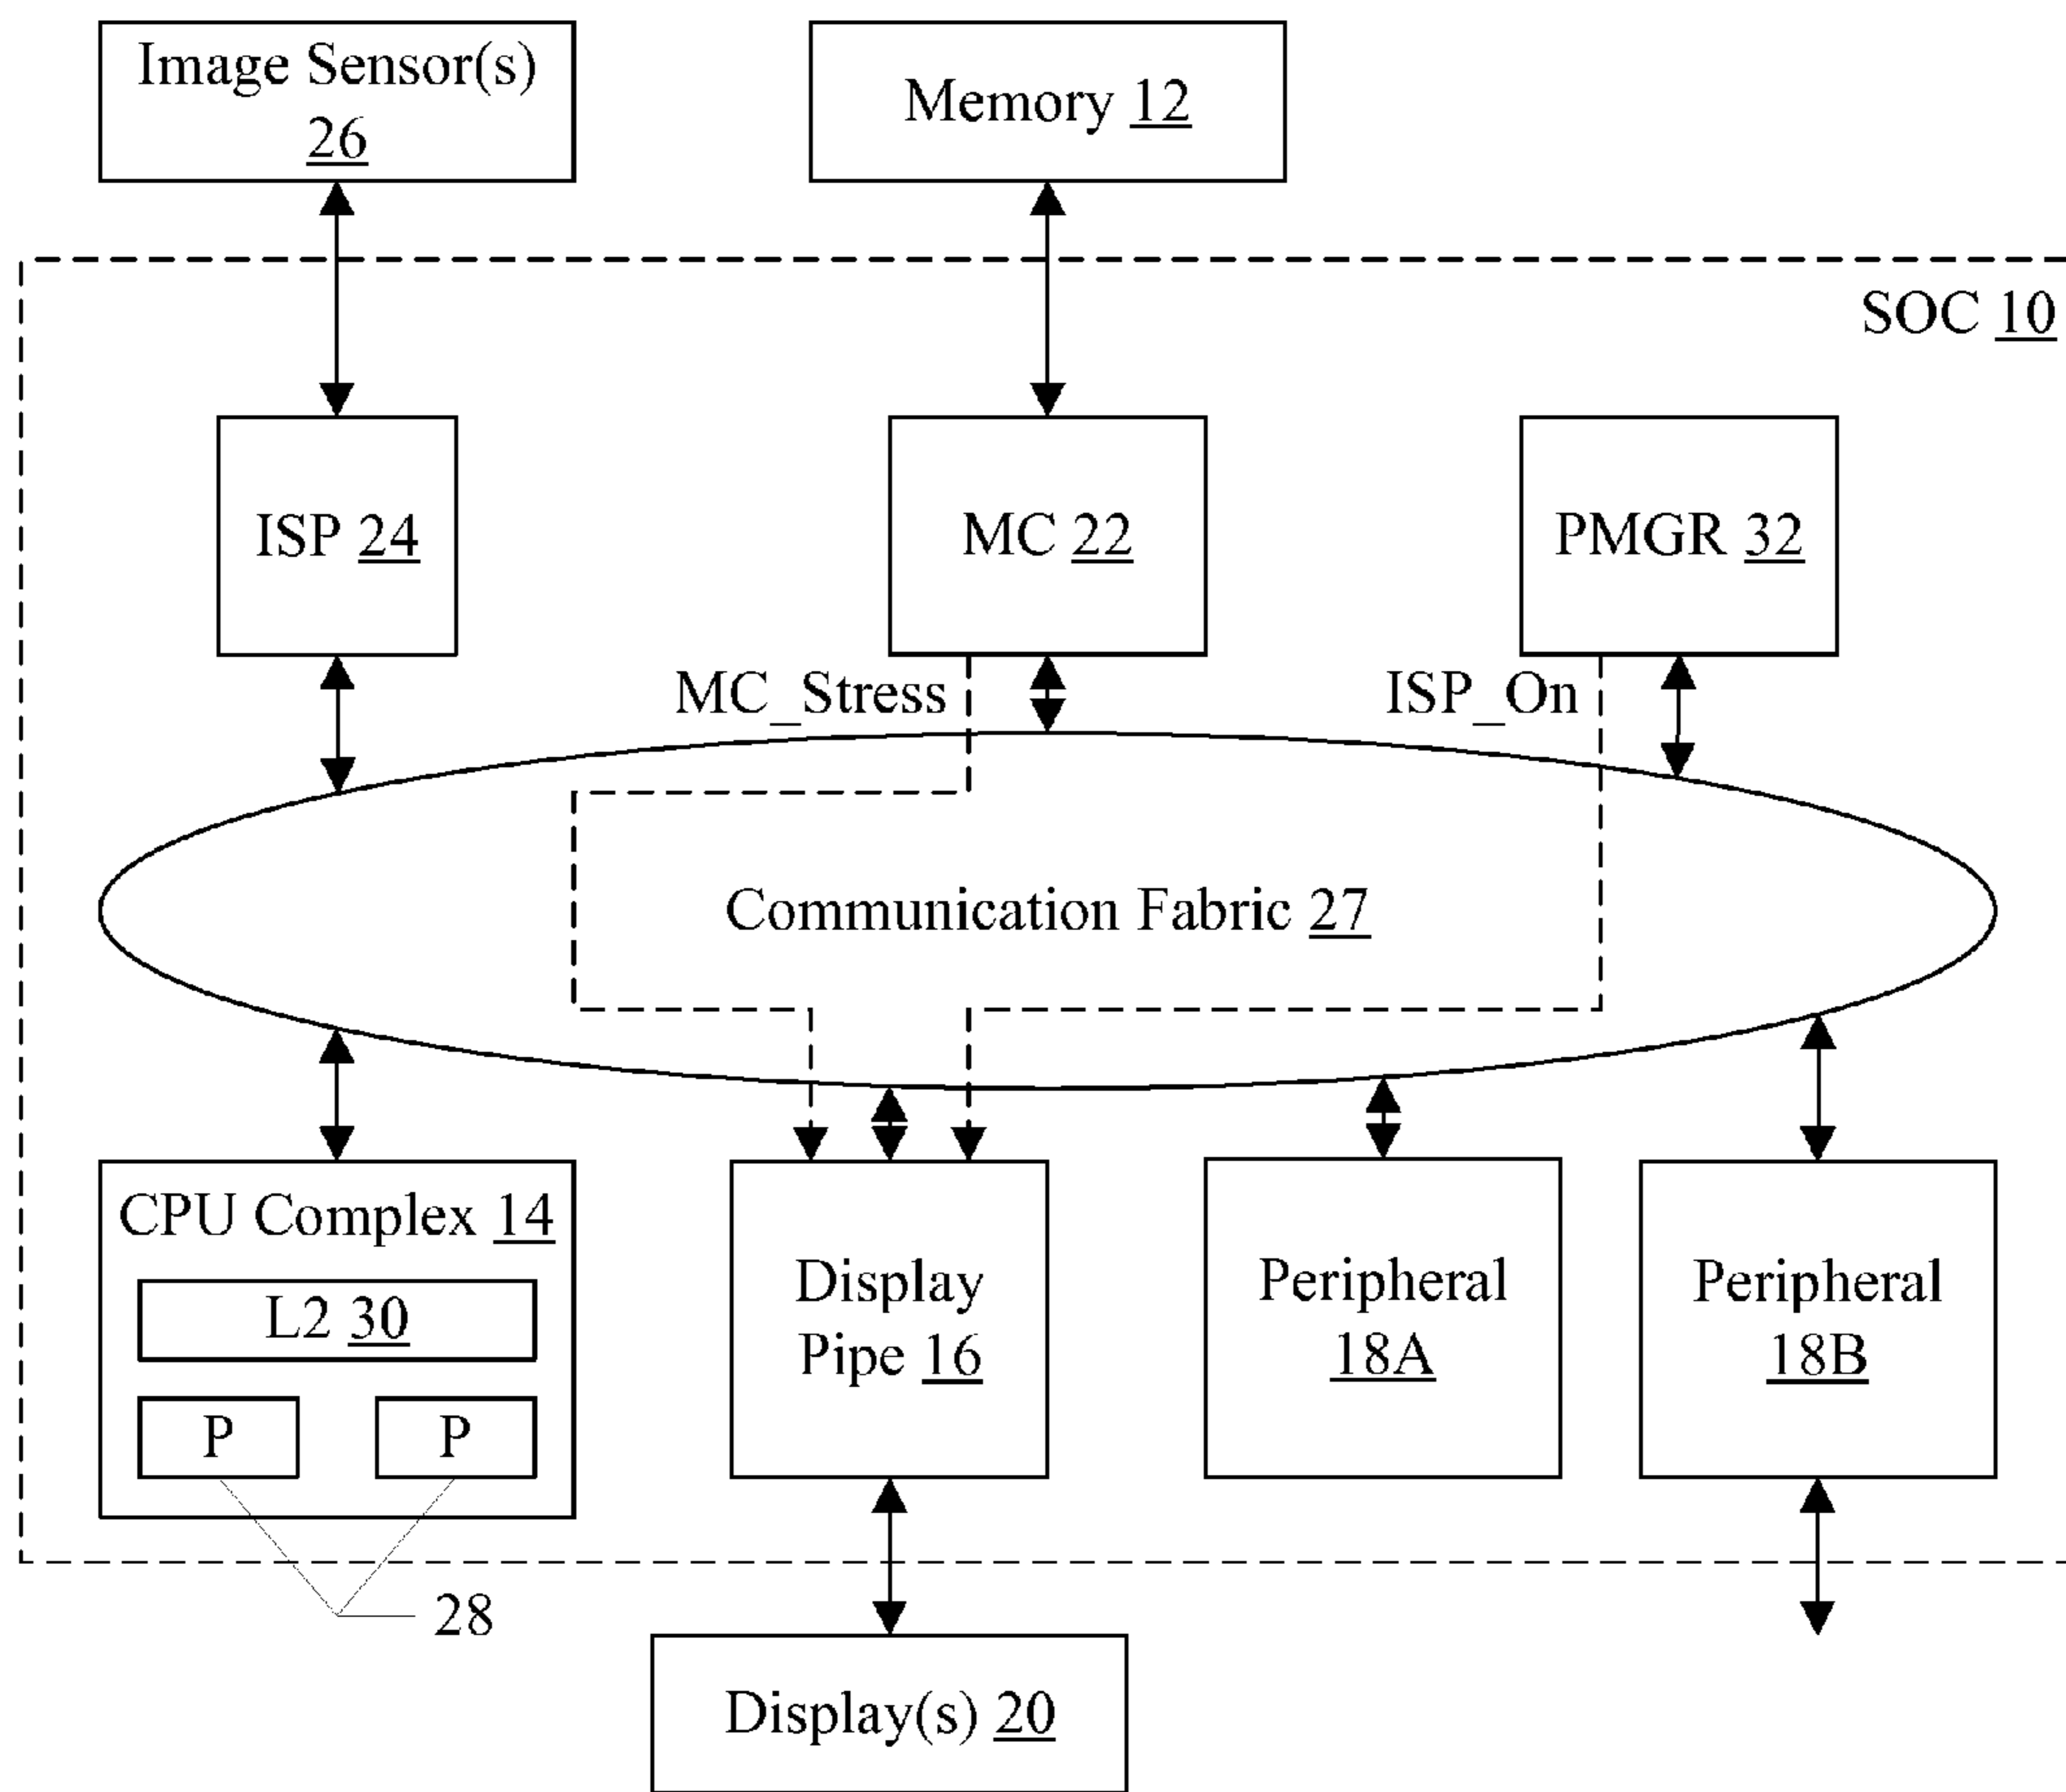 Image Sensor(s)
26
Memory 12
SOC 10
ISP 24
MC 22
PMGR 32
MC_Stress
ISP_On
Communication Fabric 27
CPU Complex 14
L2 30
P
P
28
Display
Pipe 16
Peripheral
18A
Peripheral
18B
Display(s) 20